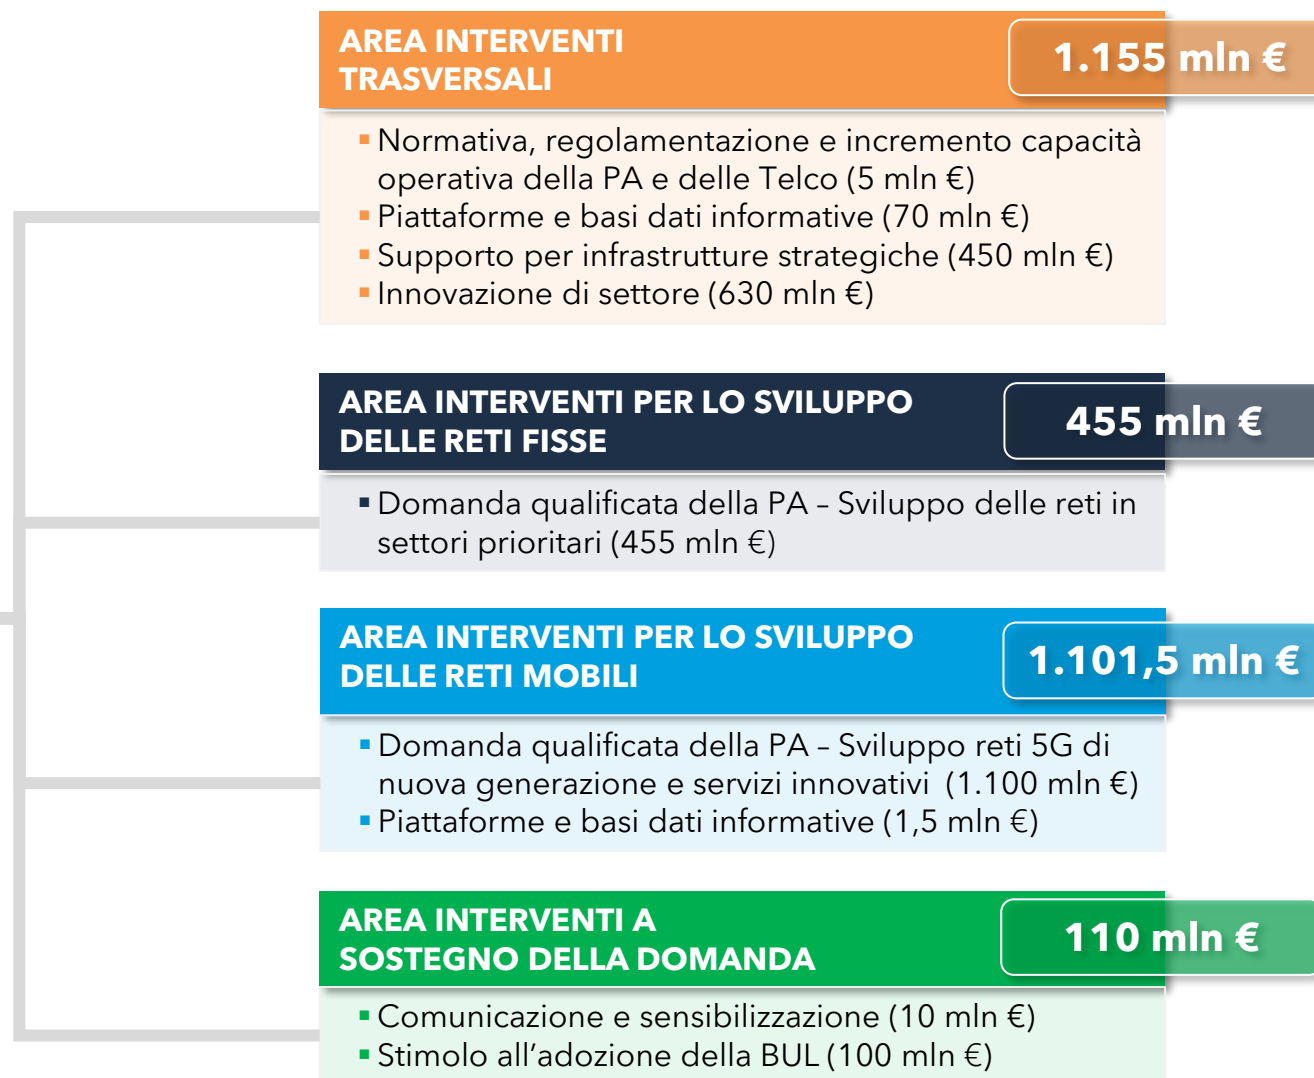 AREA INTERVENTI
TRASVERSALI
1.155 mln €
▪ Normativa, regolamentazione e incremento capacità
operativa della PA e delle Telco (5 mln €)
▪ Piattaforme e basi dati informative (70 mln €)
▪ Supporto per infrastrutture strategiche (450 mln €)
▪ Innovazione di settore (630 mln €)
AREA INTERVENTI PER LO SVILUPPO
DELLE RETI FISSE
455 mln €
▪ Domanda qualificata della PA – Sviluppo delle reti in
settori prioritari (455 mln €)
AREA INTERVENTI PER LO SVILUPPO
DELLE RETI MOBILI
1.101,5 mln €
▪ Domanda qualificata della PA – Sviluppo reti 5G di
nuova generazione e servizi innovativi (1.100 mln €)
▪ Piattaforme e basi dati informative (1,5 mln €)
AREA INTERVENTI A
SOSTEGNO DELLA DOMANDA
110 mln €
▪ Comunicazione e sensibilizzazione (10 mln €)
▪ Stimolo all’adozione della BUL (100 mln €)